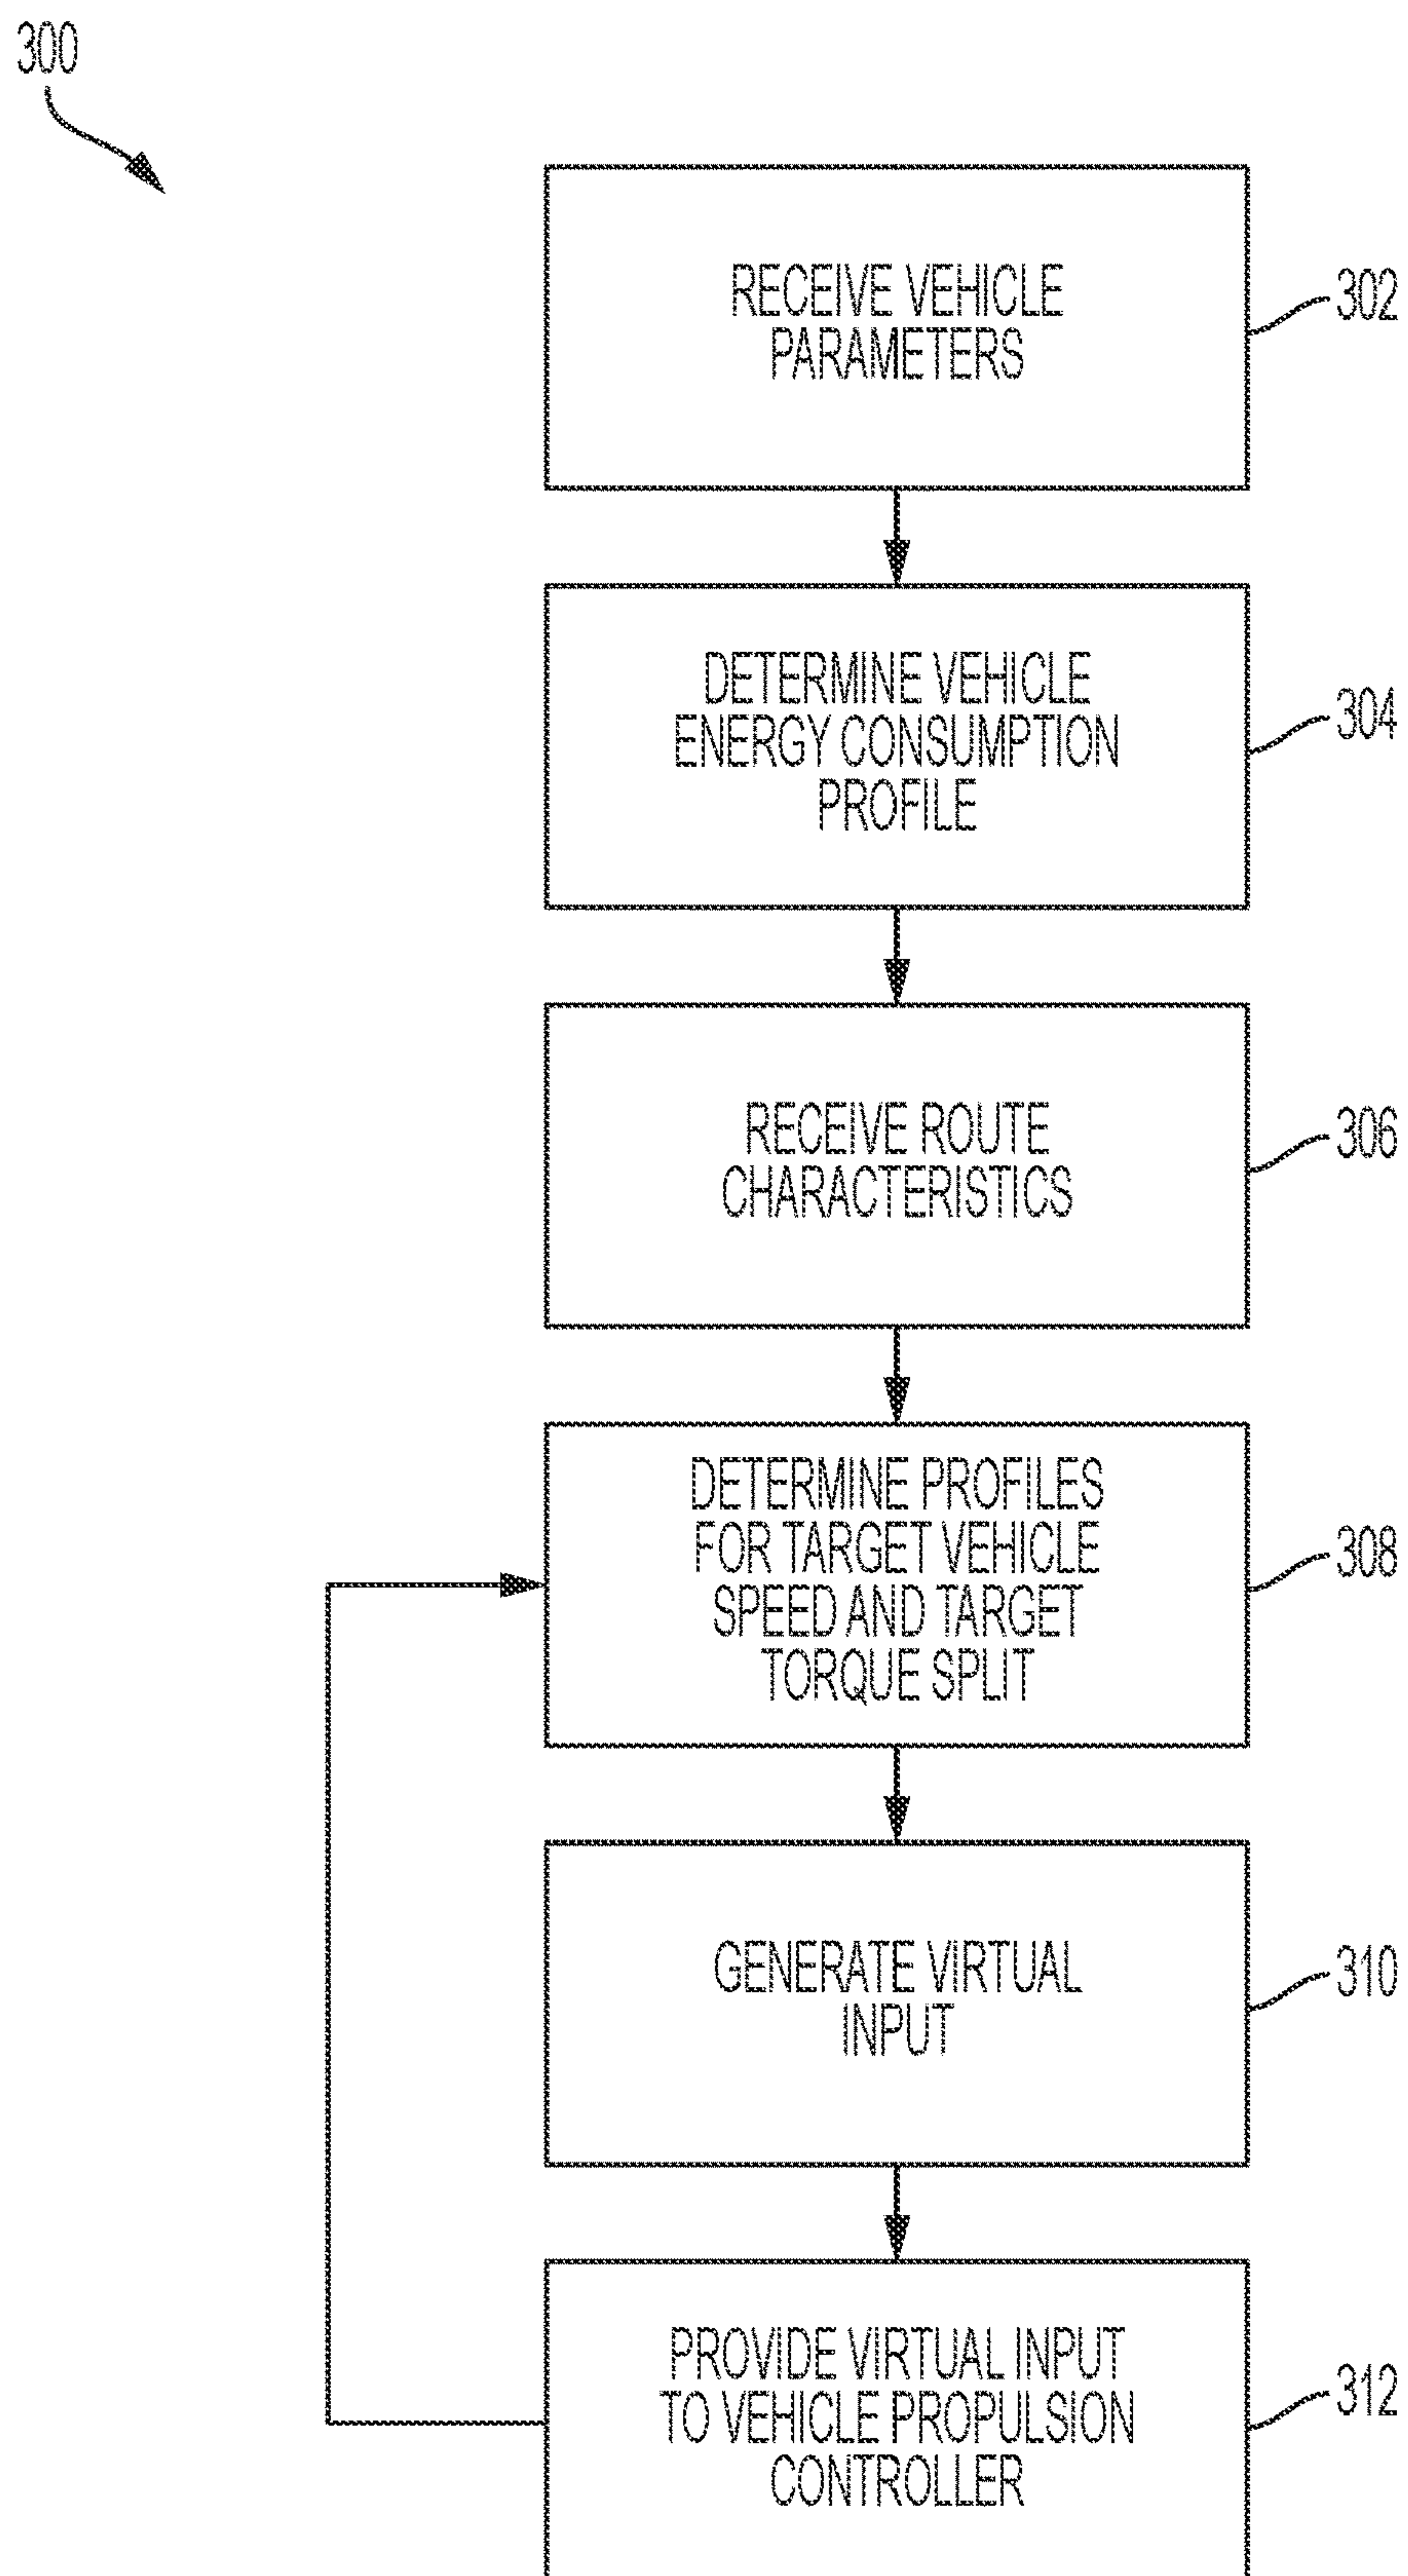 300
RECEIVE VEHICLE
PARAMETERS
302
DETERMINE VEHICLE
ENERGY CONSUMPTION
PROFILE
304
RECEIVE ROUTE
CHARACTERISTICS
306
DETERMINE PROFILES
FOR TARGET VEHICLE
SPEED AND TARGET
TORQUE SPLIT
308
GENERATE VIRTUAL
INPUT
310
PROVIDE VIRTUAL INPUT
TO VEHICLE PROPULSION
CONTROLLER
312